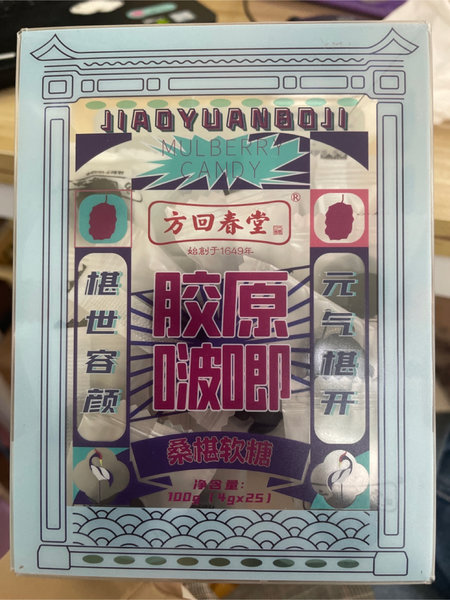 JIAOYUANBOJI
MULBERRY
CANDY
方回春堂®
始創于1649年
椹世容颜
胶原
啵唧
元气椹开
桑椹软糖
净含量:
100g (4gx25)